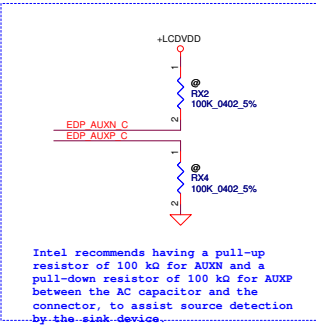 +LCDVDD
1
@
RX2
100K_0402_5%
2
EDP_AUXN_C
EDP_AUXP_C
1
@
RX4
100K_0402_5%
2
Intel recommends having a pull-up
resistor of 100 kΩ for AUXN and a
pull-down resistor of 100 kΩ for AUXP
between the AC capacitor and the
connector, to assist source detection
by the sink device.